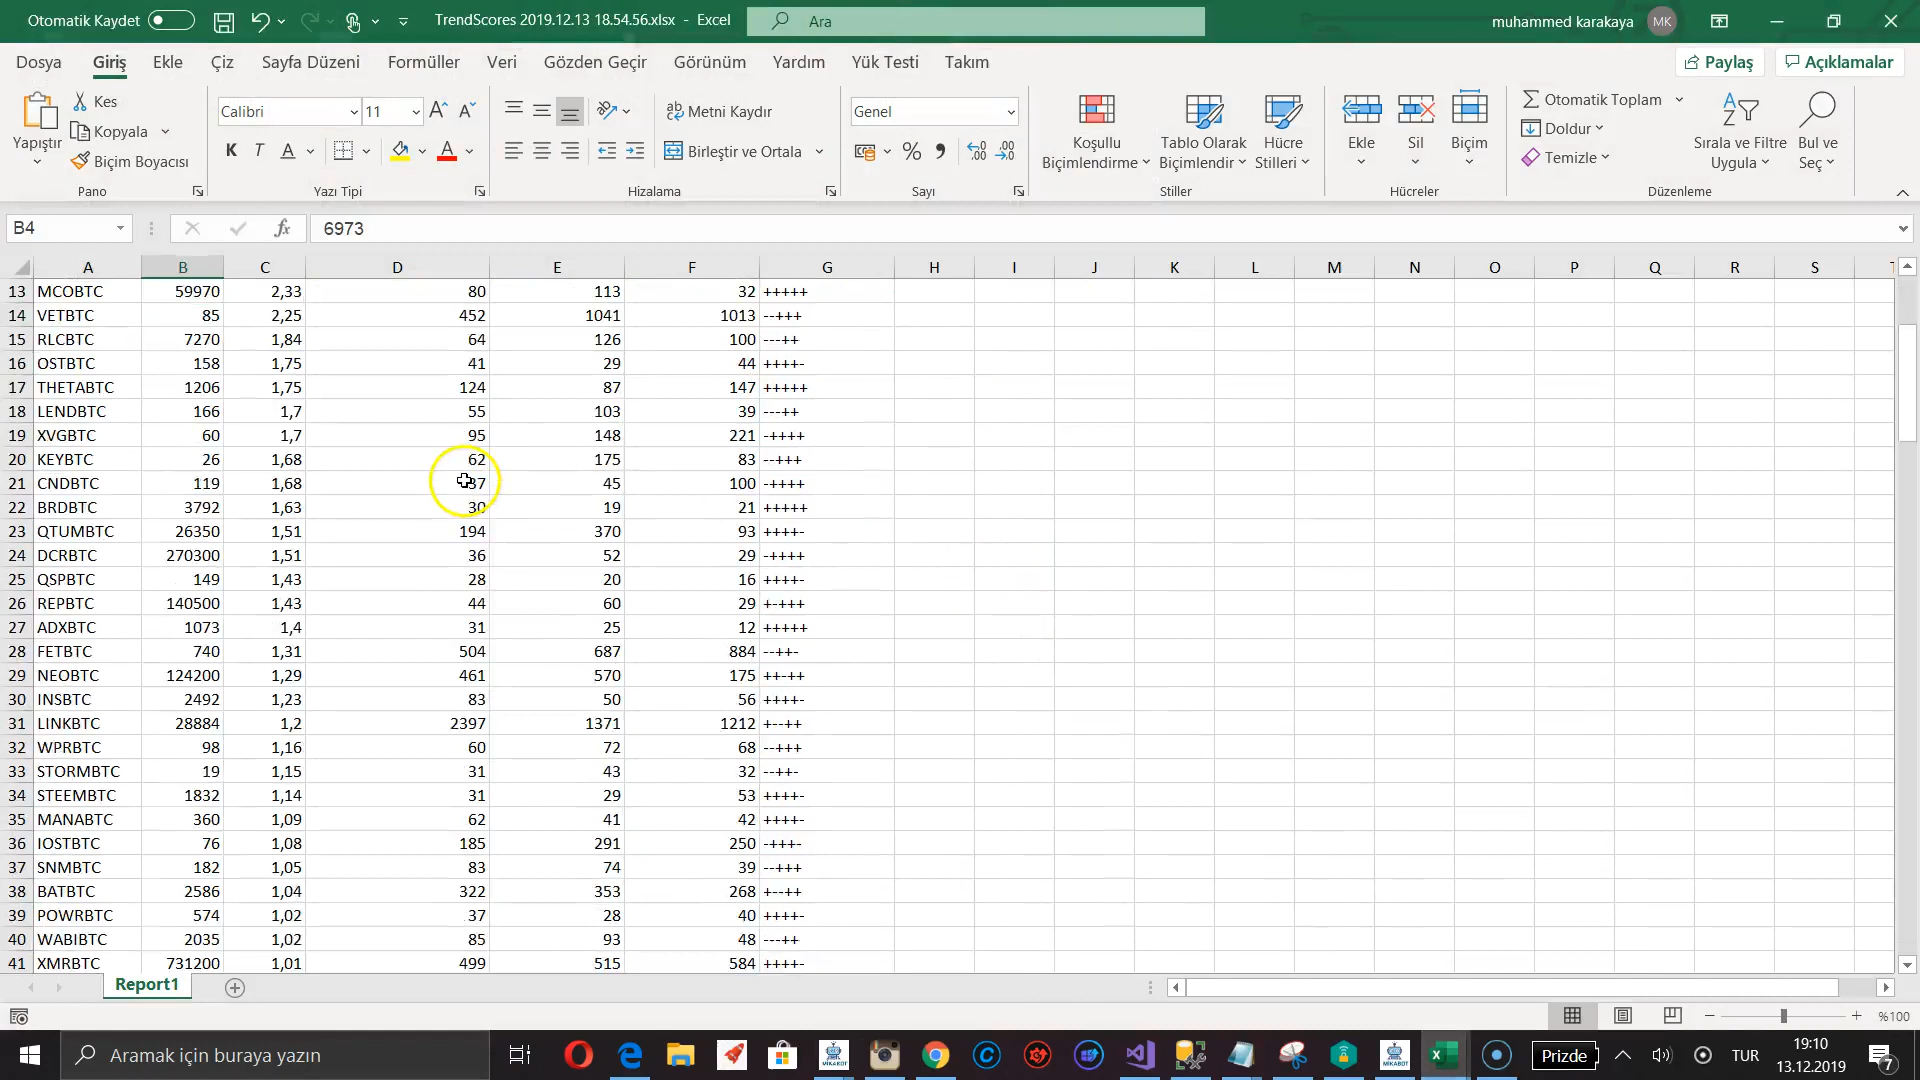 Otomatik Kaydet TrendScores 2019.12.13 18.54.56.xlsx - Excel Ara muhammed karakaya MK
Dosya Giriş Ekle Çiz Sayfa Düzeni Formüller Veri Gözden Geçir Görünüm Yardım Yük Testi Takım Paylaş Açıklamalar
Yapıştır Kes Kopyala Biçim Boyacısı Pano
Calibri 11 K T A A Yazı Tipi
Metni Kaydır Birleştir ve Ortala Hizalama
Genel % Sayı
Koşullu Biçimlendirme Tablo Olarak Biçimlendir Hücre Stilleri Stiller
Ekle Sil Biçim Hücreler
Otomatik Toplam Doldur Temizle Sırala ve Filtre Uygula Bul ve Seç Düzenleme
B4 fx 6973
A B C D E F G H I J K L M N O P Q R S
13 MCOBTC 59970 2,33 80 113 32 +++++
14 VETBTC 85 2,25 452 1041 1013 --+++
15 RLCBTC 7270 1,84 64 126 100 ---++
16 OSTBTC 158 1,75 41 29 44 ++++-
17 THETABTC 1206 1,75 124 87 147 +++++
18 LENDBTC 166 1,7 55 103 39 ---++
19 XVGBTC 60 1,7 95 148 221 -++++
20 KEYBTC 26 1,68 62 175 83 --+++
21 CNDBTC 119 1,68 45 100 -++++
22 BRDBTC 3792 1,63 30 19 21 +++++
23 QTUMBTC 26350 1,51 194 370 93 ++++-
24 DCRBTC 270300 1,51 36 52 29 -++++
25 QSPBTC 149 1,43 28 20 16 ++++-
26 REPBTC 140500 1,43 44 60 29 +-+++
27 ADXBTC 1073 1,4 31 25 12 +++++
28 FETBTC 740 1,31 504 687 884 --++-
29 NEOBTC 124200 1,29 461 570 175 ++-++
30 INSBTC 2492 1,23 83 50 56 ++++-
31 LINKBTC 28884 1,2 2397 1371 1212 +--++
32 WPRBTC 98 1,16 60 72 68 --+++
33 STORMBTC 19 1,15 31 43 32 --++-
34 STEEMBTC 1832 1,14 31 29 53 ++++-
35 MANABTC 360 1,09 62 41 42 ++++-
36 IOSTBTC 76 1,08 185 291 250 -+++-
37 SNMBTC 182 1,05 83 74 39 --+++
38 BATBTC 2586 1,04 322 353 268 +--++
39 POWRBTC 574 1,02 37 28 40 ++++-
40 WABIBTC 2035 1,02 85 93 48 ---++
41 XMRBTC 731200 1,01 499 515 584 ++++-
Report1
%100
Aramak için buraya yazın MIKABOT MIKABOT Prizde TUR 19:10
13.12.2019 7